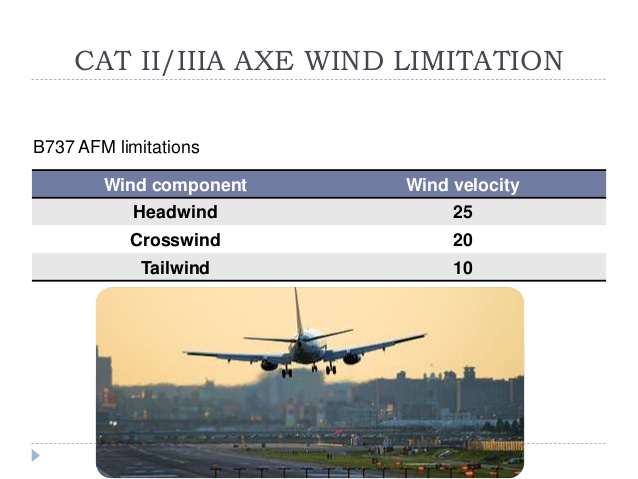 CAT II/IIIA AXE WIND LIMITATION
B737 AFM limitations
Wind component Wind velocity
Headwind 25
Crosswind 20
Tailwind 10